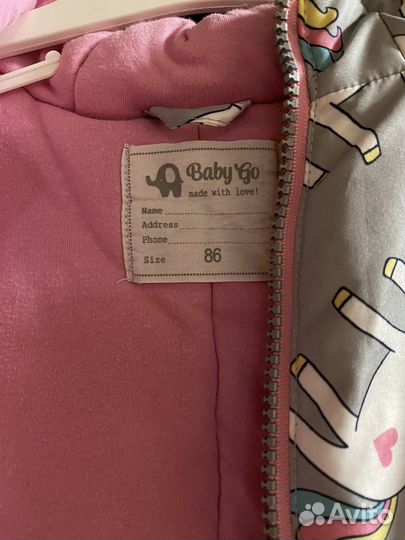 Baby Go
made with love!
Name
Address
Phone
Size 86
Avito